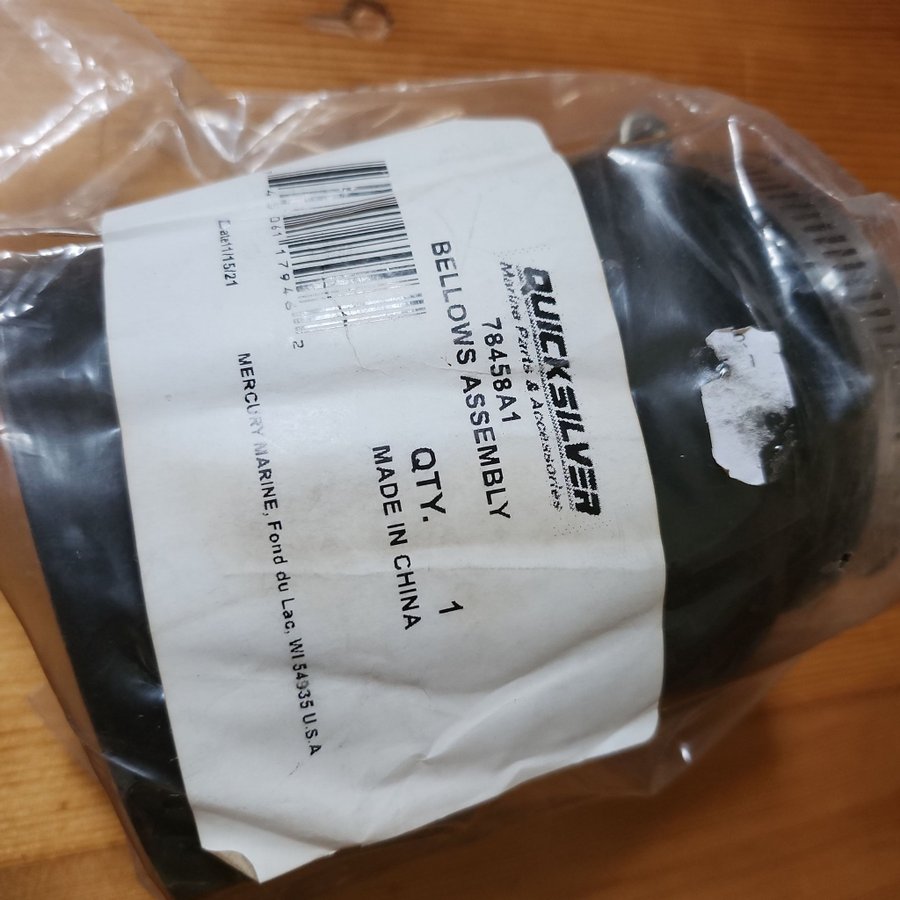 QUICKSILVER
Marine Parts & Accessories
78458A1
BELLOWS ASSEMBLY
QTY. 1
MADE IN CHINA
MERCURY MARINE, Fond du Lac, WI 54935 U.S.A